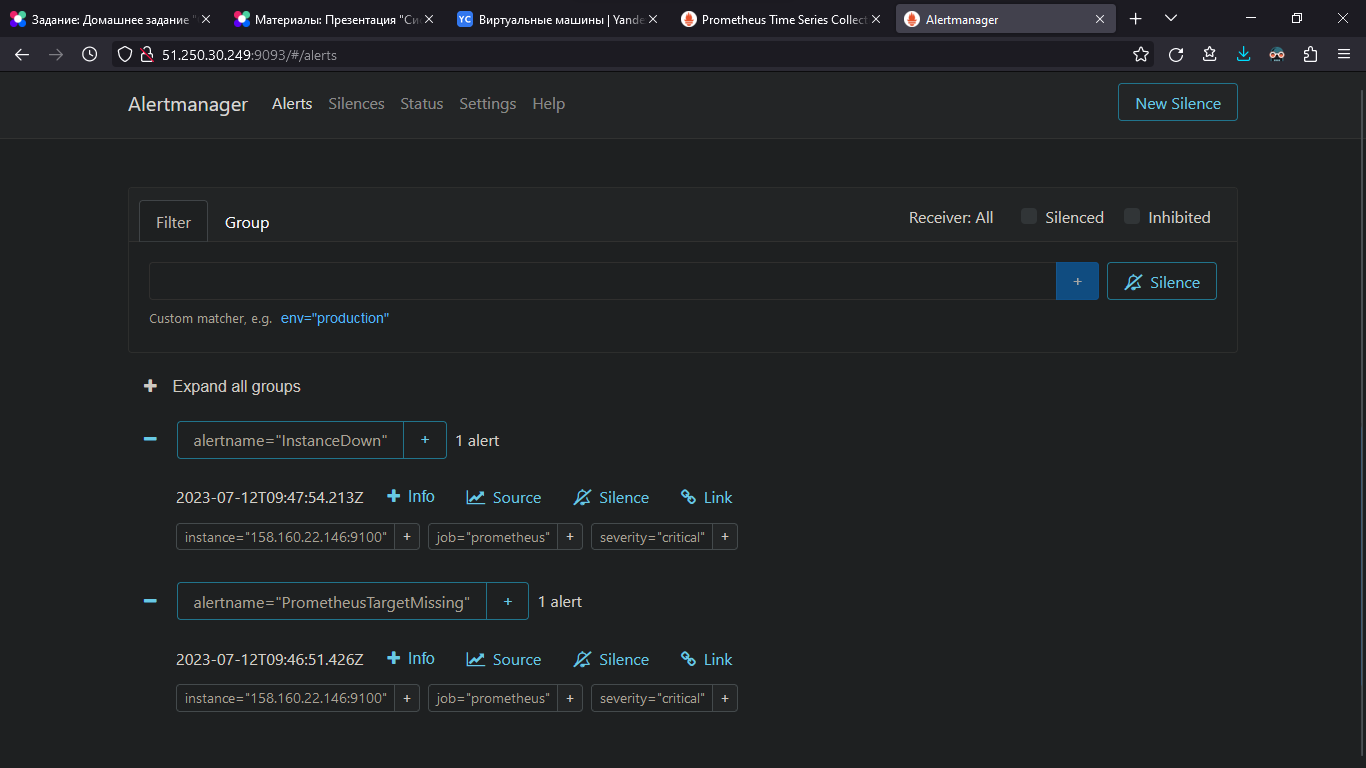 Задание: Домашнее задание "
Материалы: Презентация "Си
YC Виртуальные машины | Yande
Prometheus Time Series Collect
Alertmanager
51.250.30.249:9093/#/alerts
Alertmanager Alerts Silences Status Settings Help New Silence
Filter Group Receiver: All Silenced Inhibited
+ Silence
Custom matcher, e.g. env="production"
+ Expand all groups
alertname="InstanceDown" + 1 alert
2023-07-12T09:47:54.213Z + Info Source Silence Link
instance="158.160.22.146:9100" + job="prometheus" + severity="critical" +
alertname="PrometheusTargetMissing" + 1 alert
2023-07-12T09:46:51.426Z + Info Source Silence Link
instance="158.160.22.146:9100" + job="prometheus" + severity="critical" +